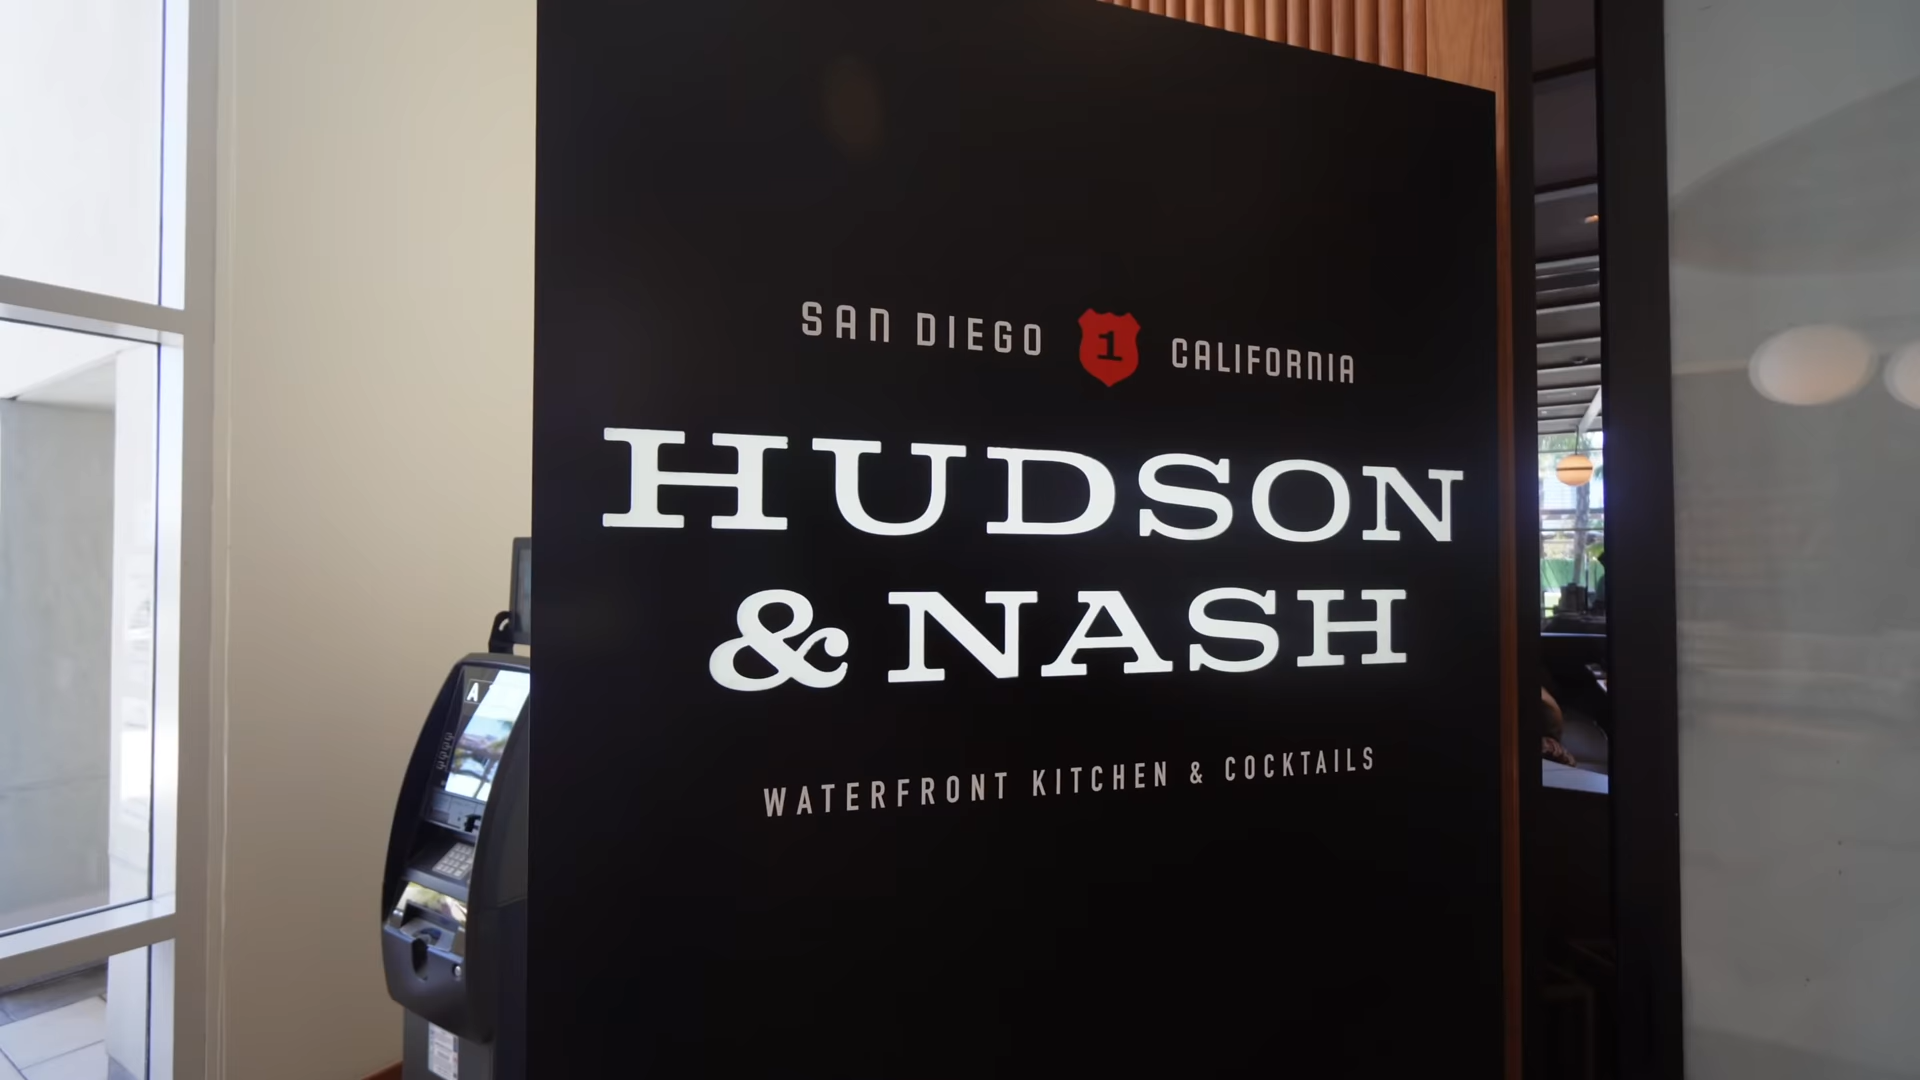 SAN DIEGO 1 CALIFORNIA
HUDSON
& NASH
WATERFRONT KITCHEN & COCKTAILS
A